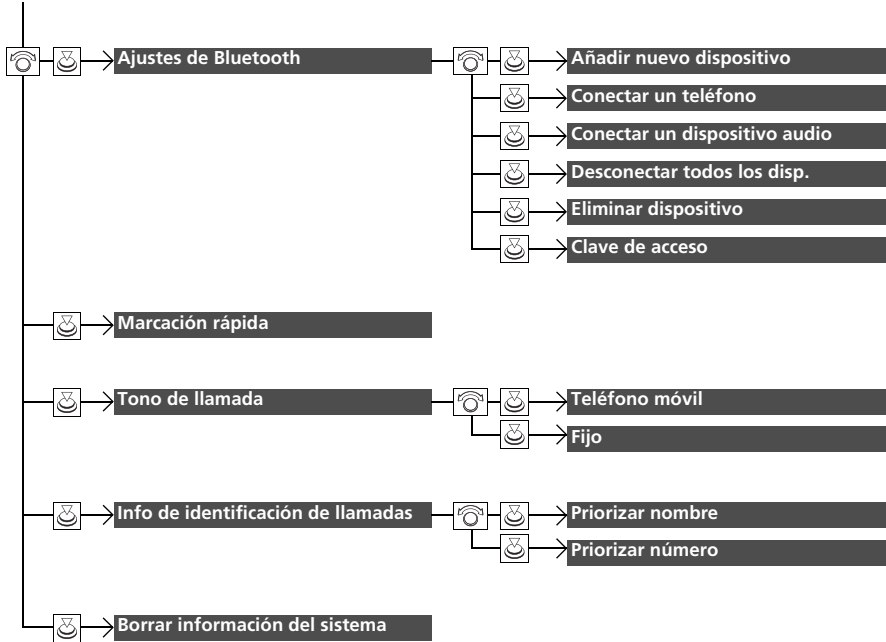 Ajustes de Bluetooth
Añadir nuevo dispositivo
Conectar un teléfono
Conectar un dispositivo audio
Desconectar todos los disp.
Eliminar dispositivo
Clave de acceso
Marcación rápida
Tono de llamada
Teléfono móvil
Fijo
Info de identificación de llamadas
Priorizar nombre
Priorizar número
Borrar información del sistema